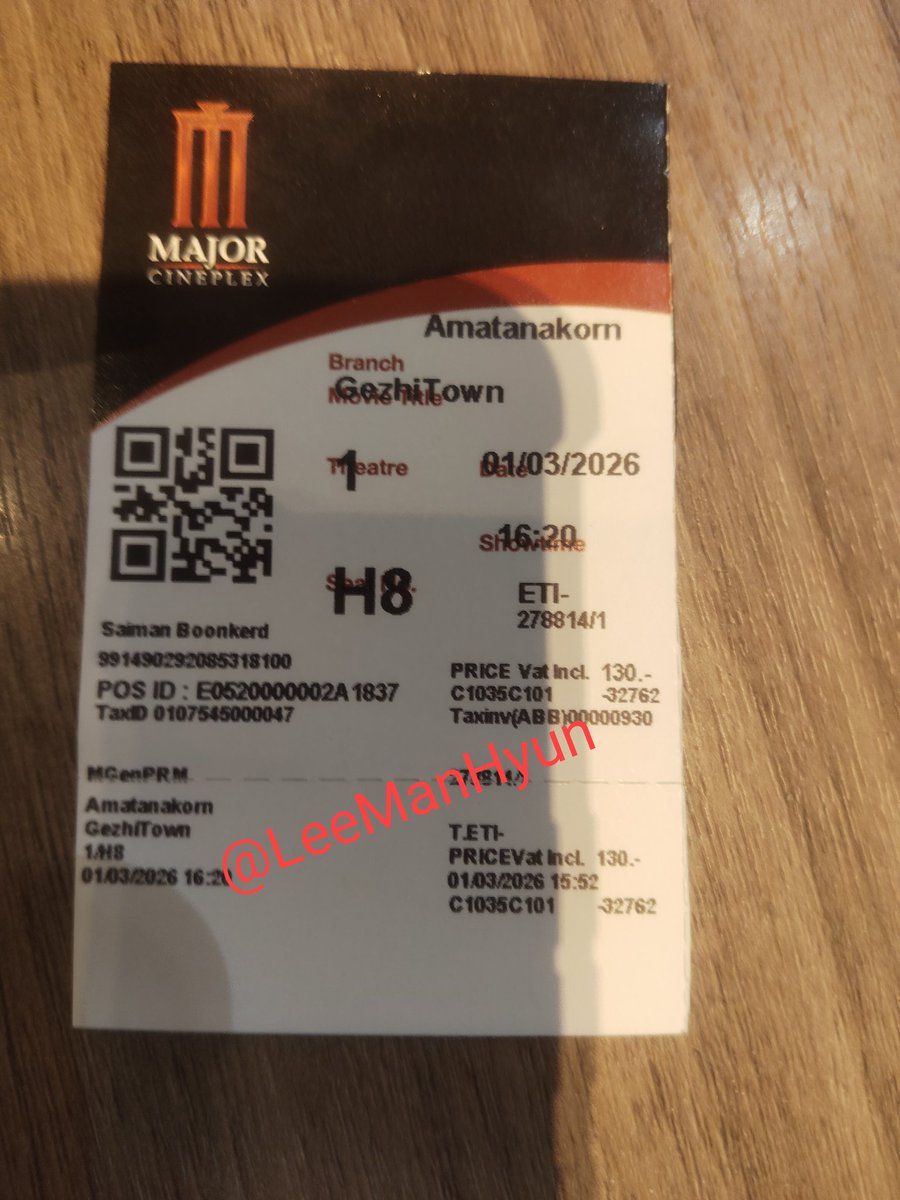 MAJOR
CINEPLEX
Amatanakorn
Branch
GezhiTown
Movie Title
1
Theatre
01/03/2026
Date
16:20
Showtime
H8
ETI-
278814/1
Saiman Boonkerd
991490292085318100
POS ID : E0520000002A1837
TaxID 0107545000047
PRICE Vat Incl. 130.-
C1035C101 -32762
Taxinv(ABB)00000930
MGenPRM
Amatanakorn
GezhiTown
1/H8
01/03/2026 16:20
T.ETI-
PRICEVat Incl. 130.-
01/03/2026 15:52
C1035C101 -32762
@LeeManHyun